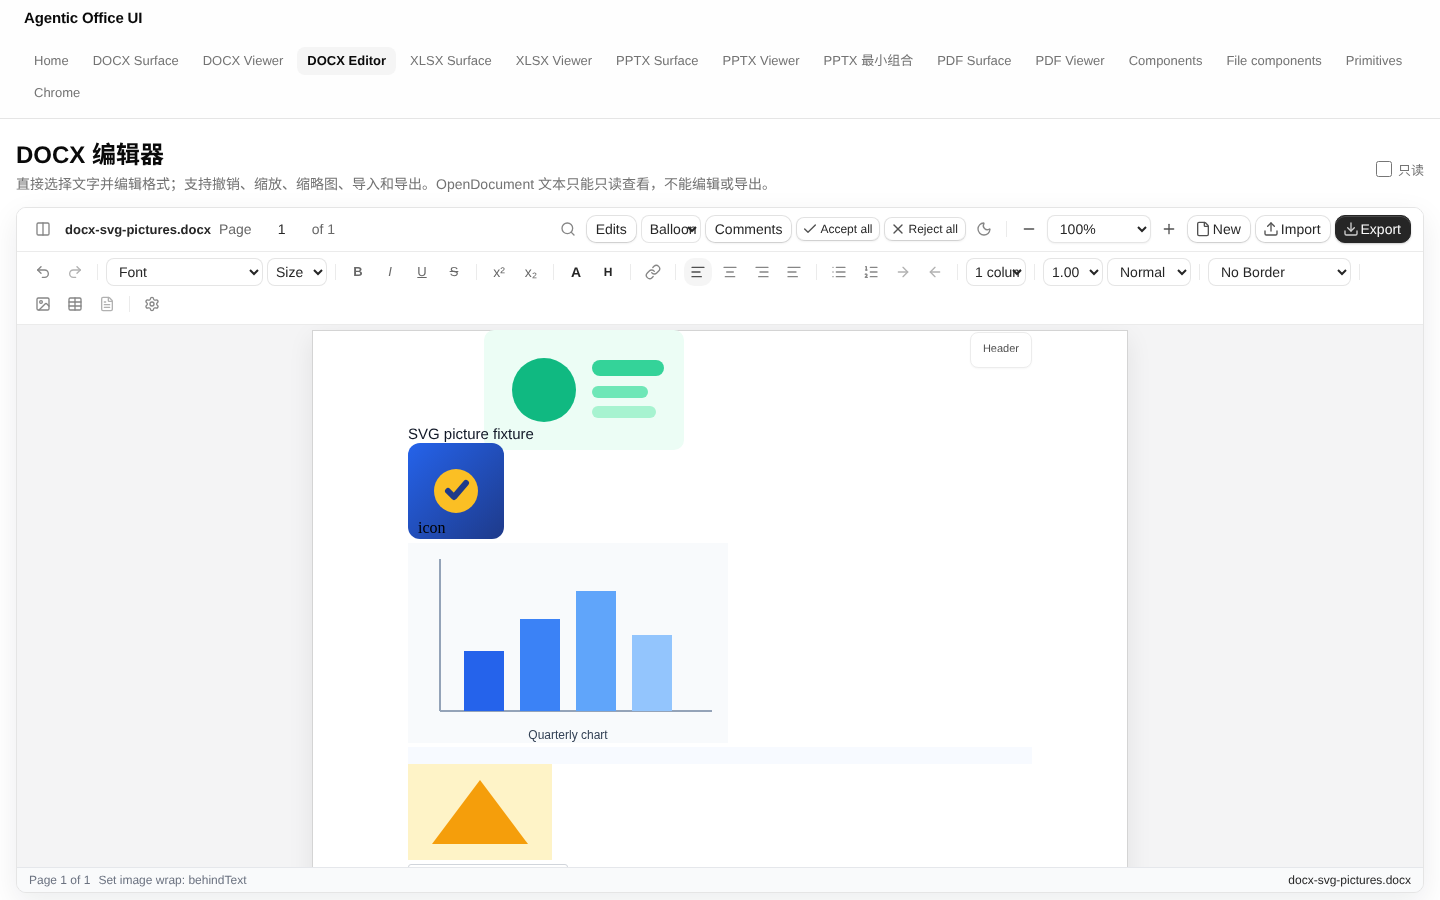 Agentic Office UI
Home DOCX Surface DOCX Viewer DOCX Editor XLSX Surface XLSX Viewer PPTX Surface PPTX Viewer PPTX 最小组合 PDF Surface PDF Viewer Components File components Primitives
Chrome
DOCX 编辑器
直接选择文字并编辑格式；支持撤销、缩放、缩略图、导入和导出。OpenDocument 文本只能只读查看，不能编辑或导出。
只读
docx-svg-pictures.docx Page 1 of 1 Edits Balloon Comments Accept all Reject all 100% New Import Export
Font Size B I U S x² x₂ A H 1 colum 1.00 Normal No Border
Header
SVG picture fixture
icon
Quarterly chart
Page 1 of 1 Set image wrap: behindText docx-svg-pictures.docx